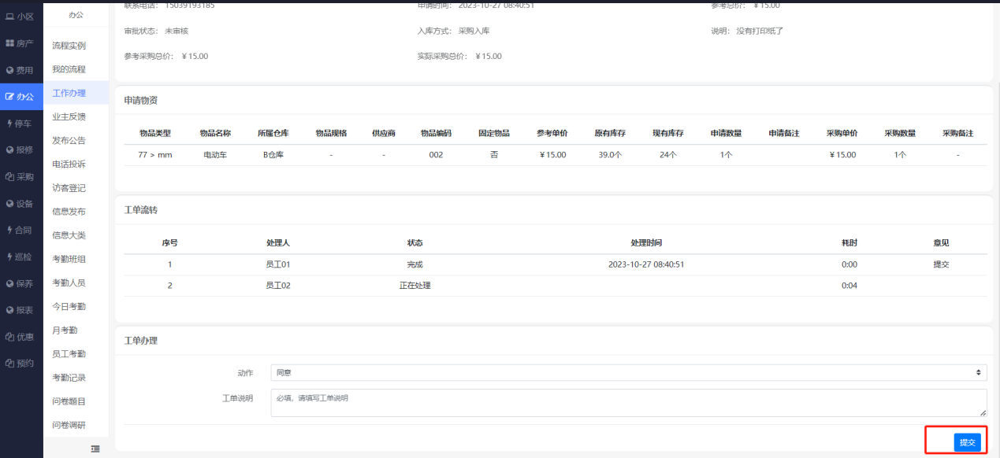 小区
房产
费用
办公
停车
报修
采购
设备
合同
巡检
保养
报表
优惠
预约
办公
流程实例
我的流程
工作办理
业主反馈
发布公告
电话投诉
访客登记
信息发布
信息大类
考勤班组
考勤人员
今日考勤
月考勤
员工考勤
考勤记录
问卷题目
问卷调研
联系电话: 15039193185 申请时间: 2023-10-27 08:40:51 参考总价: ￥15.00
审批状态: 未审核 入库方式: 采购入库 说明: 没有打印纸了
参考采购总价: ￥15.00 实际采购总价: ￥15.00
申请物资
物品类型 物品名称 所属仓库 物品规格 供应商 物品编码 固定物品 参考单价 原有库存 现有库存 申请数量 申请备注 采购单价 采购数量 采购备注
77 > mm 电动车 B仓库 - - 002 否 ￥15.00 39.0个 24个 1个 ￥15.00 1个 -
工单流转
序号 处理人 状态 处理时间 耗时 意见
1 员工01 完成 2023-10-27 08:40:51 0:00 提交
2 员工02 正在处理 0:04
工单办理
动作 同意
工单说明 必填，请填写工单说明
提交